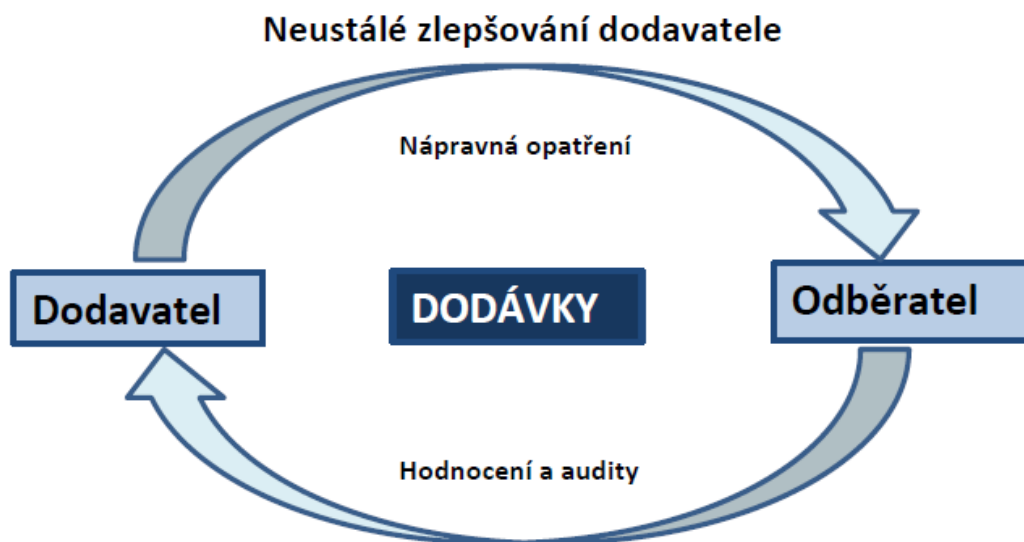 Neustálé zlepšování dodavatele
Nápravná opatření
Dodavatel
DODÁVKY
Odběratel
Hodnocení a audity